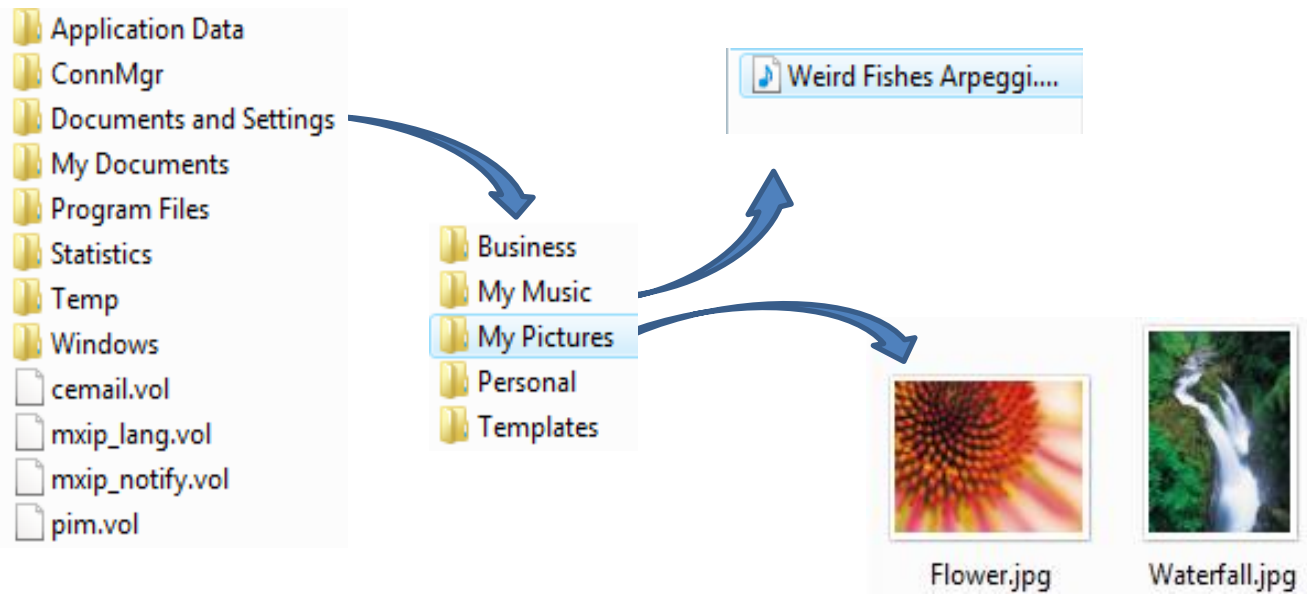 Application Data
ConnMgr
Documents and Settings
My Documents
Program Files
Statistics
Temp
Windows
cemail.vol
mxip_lang.vol
mxip_notify.vol
pim.vol
Business
My Music
My Pictures
Personal
Templates
Weird Fishes Arpeggi....
Flower.jpg
Waterfall.jpg